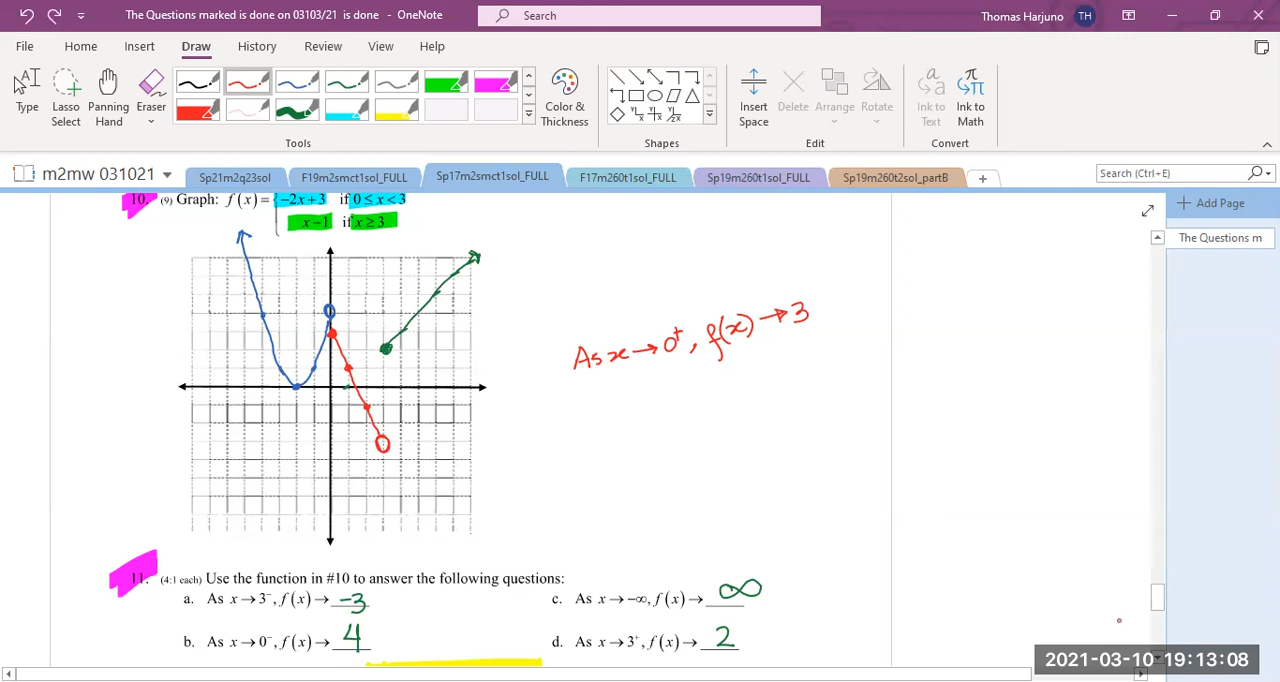 The Questions marked is done on 03103/21 is done - OneNote
Search
Thomas Harjuno TH
File Home Insert Draw View History Review View Help
Type
Lasso Select
Panning Hand
Eraser
Color & Thickness
Insert Space
Delete
Arrange
Rotate
Ink to Text
Ink to Math
Tools
Shapes
Edit
Convert
m2mw 031021
Sp21m2q23sol
F19m2smct1sol_FULL
Sp17m2smct1sol_FULL
F17m260t1sol_FULL
Sp19m260t1sol_FULL
Sp19m260t2sol_partB
Search (Ctrl+E)
Add Page
The Questions m
10. (9) Graph: f(x) = { -2x+3 if 0 ≤ x < 3
x-1 if x ≥ 3
As x → 0⁺, f(x) → 3
11. (4:1 each) Use the function in #10 to answer the following questions:
a. As x → 3⁻, f(x) → -3
c. As x → -∞, f(x) → ∞
b. As x → 0⁻, f(x) → 4
d. As x → 3⁺, f(x) → 2
2021-03-10 19:13:08